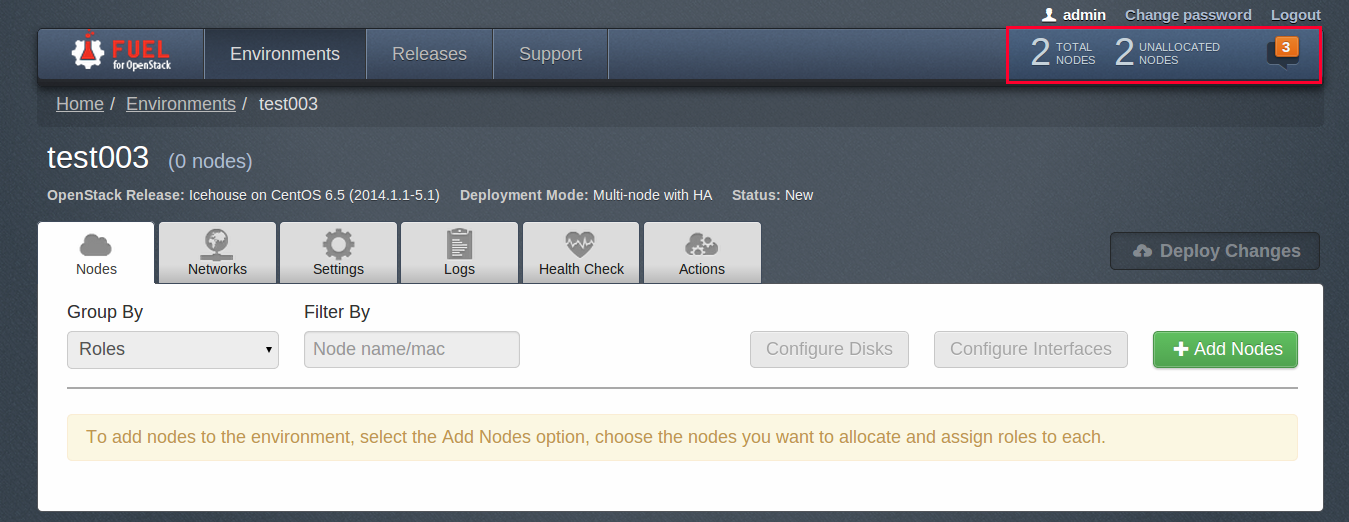 admin Change password Logout
FUEL for OpenStack Environments Releases Support 2 TOTAL NODES 2 UNALLOCATED NODES 3
Home / Environments / test003
test003 (0 nodes)
OpenStack Release: Icehouse on CentOS 6.5 (2014.1.1-5.1) Deployment Mode: Multi-node with HA Status: New
Nodes Networks Settings Logs Health Check Actions Deploy Changes
Group By Filter By
Roles Node name/mac Configure Disks Configure Interfaces Add Nodes
To add nodes to the environment, select the Add Nodes option, choose the nodes you want to allocate and assign roles to each.